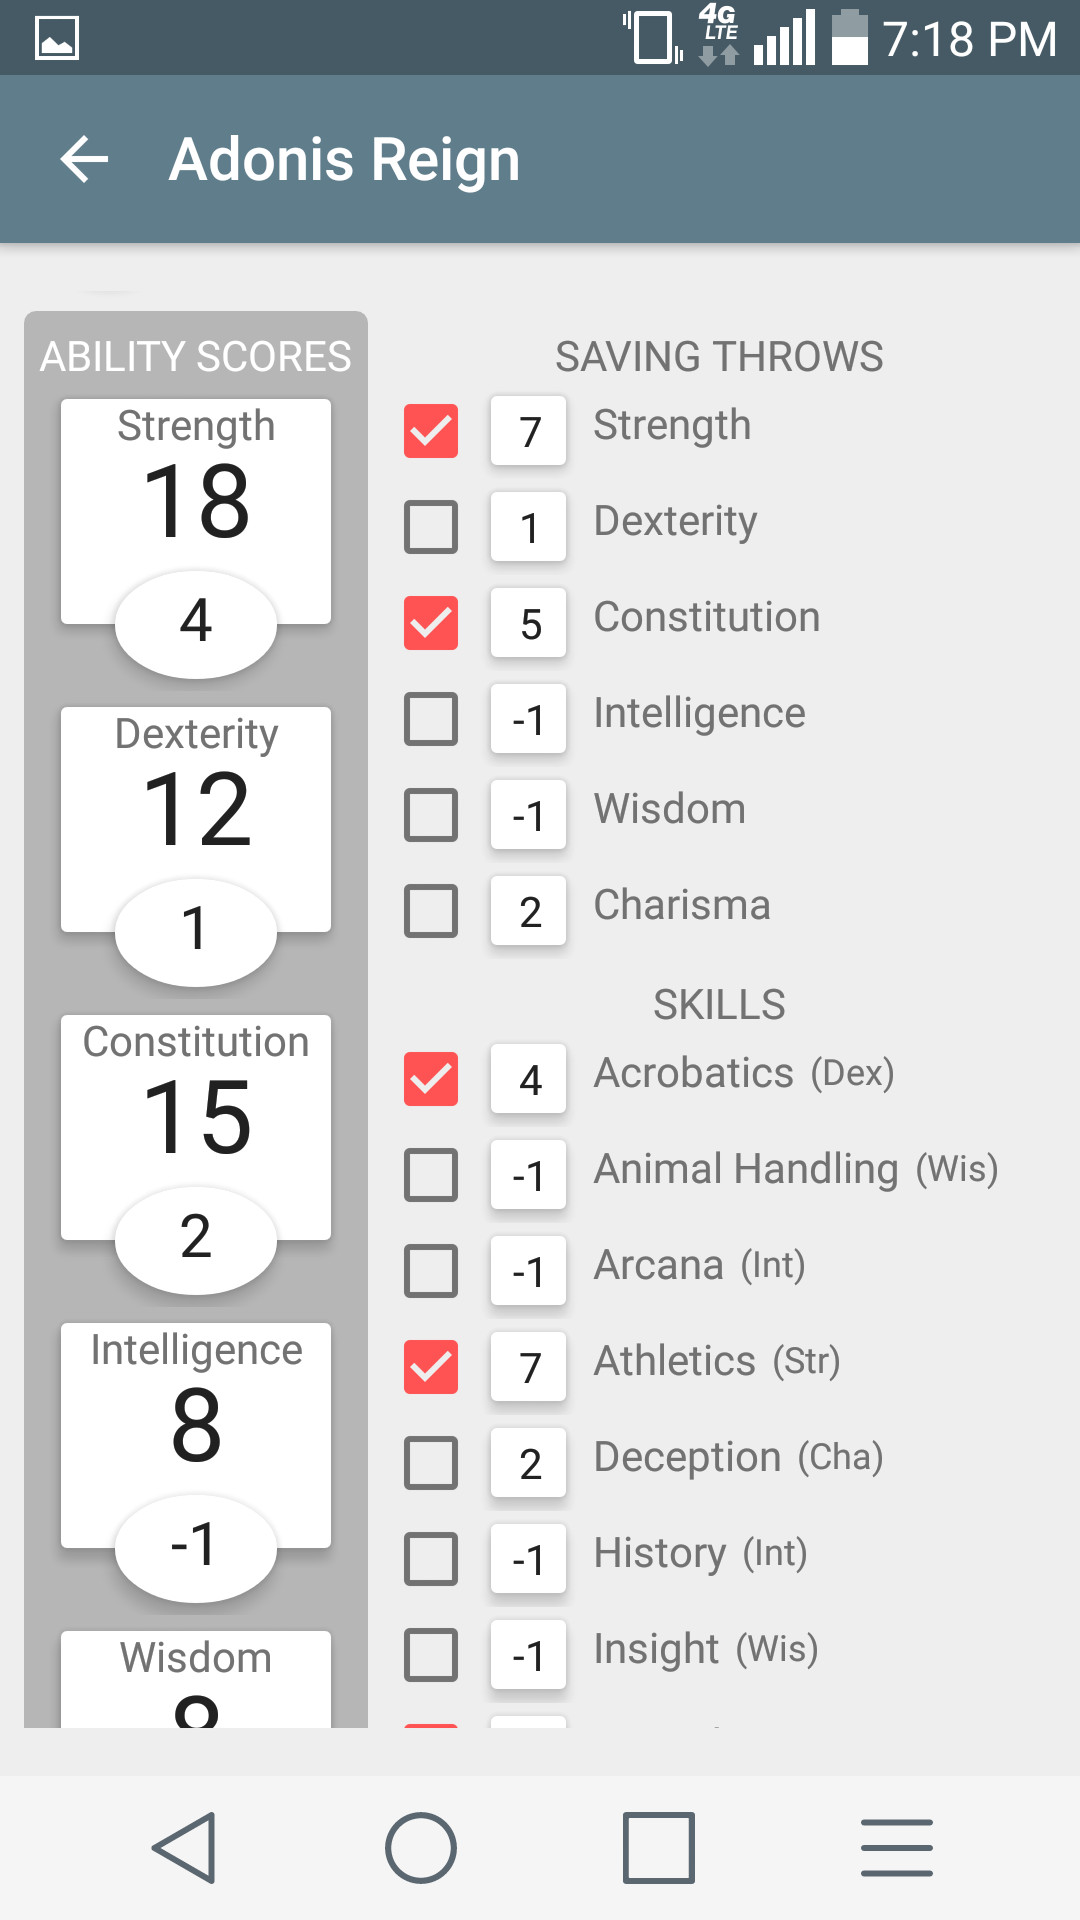 4G LTE 7:18 PM
Adonis Reign
ABILITY SCORES
Strength
18
4
Dexterity
12
1
Constitution
15
2
Intelligence
8
-1
Wisdom
8
SAVING THROWS
7 Strength
1 Dexterity
5 Constitution
-1 Intelligence
-1 Wisdom
2 Charisma
SKILLS
4 Acrobatics (Dex)
-1 Animal Handling (Wis)
-1 Arcana (Int)
7 Athletics (Str)
2 Deception (Cha)
-1 History (Int)
-1 Insight (Wis)